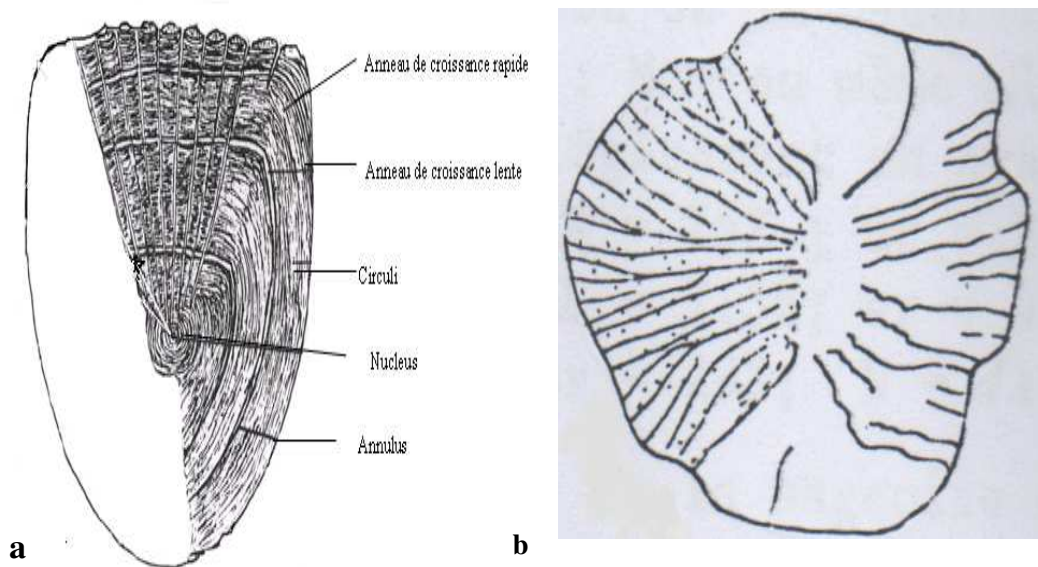 Anneau de croissance rapide
Anneau de croissance lente
Circuli
Nucleus
Annulus
a
b